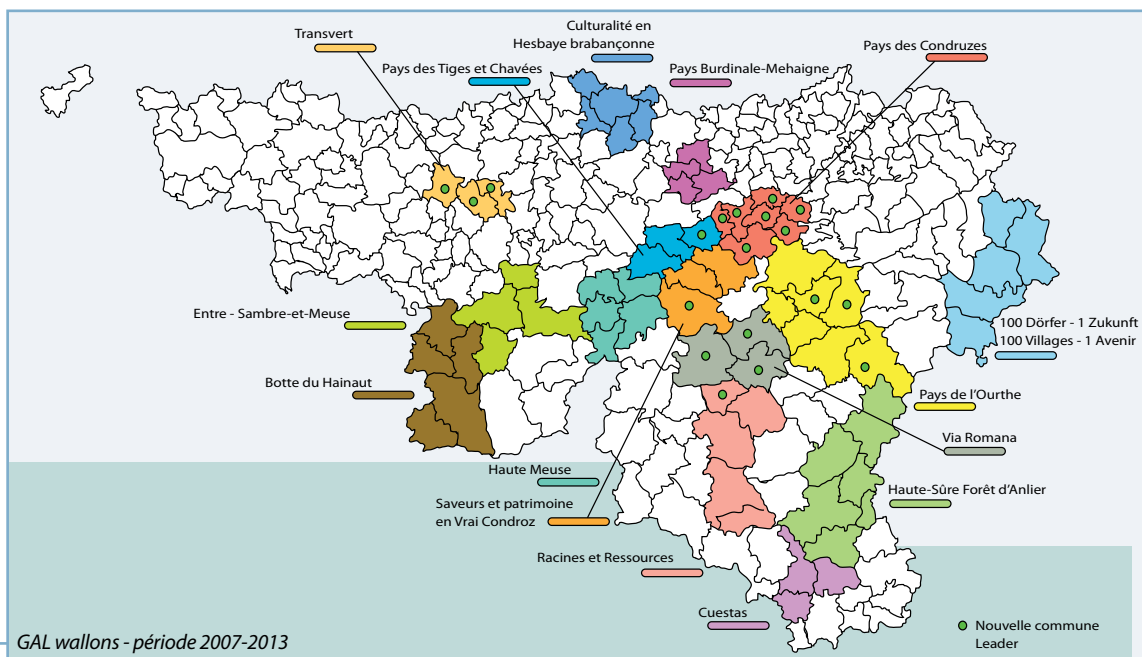 Transvert
Culturalité en
Hesbaye brabançonne
Pays des Condruzes
Pays des Tiges et Chavées
Pays Burdinale-Mehaigne
Entre - Sambre-et-Meuse
100 Dörfer - 1 Zukunft
100 Villages - 1 Avenir
Botte du Hainaut
Pays de l'Ourthe
Via Romana
Haute Meuse
Haute-Sûre Forêt d'Anlier
Saveurs et patrimoine
en Vrai Condroz
Racines et Ressources
Cuestas
Nouvelle commune
Leader
GAL wallons - période 2007-2013